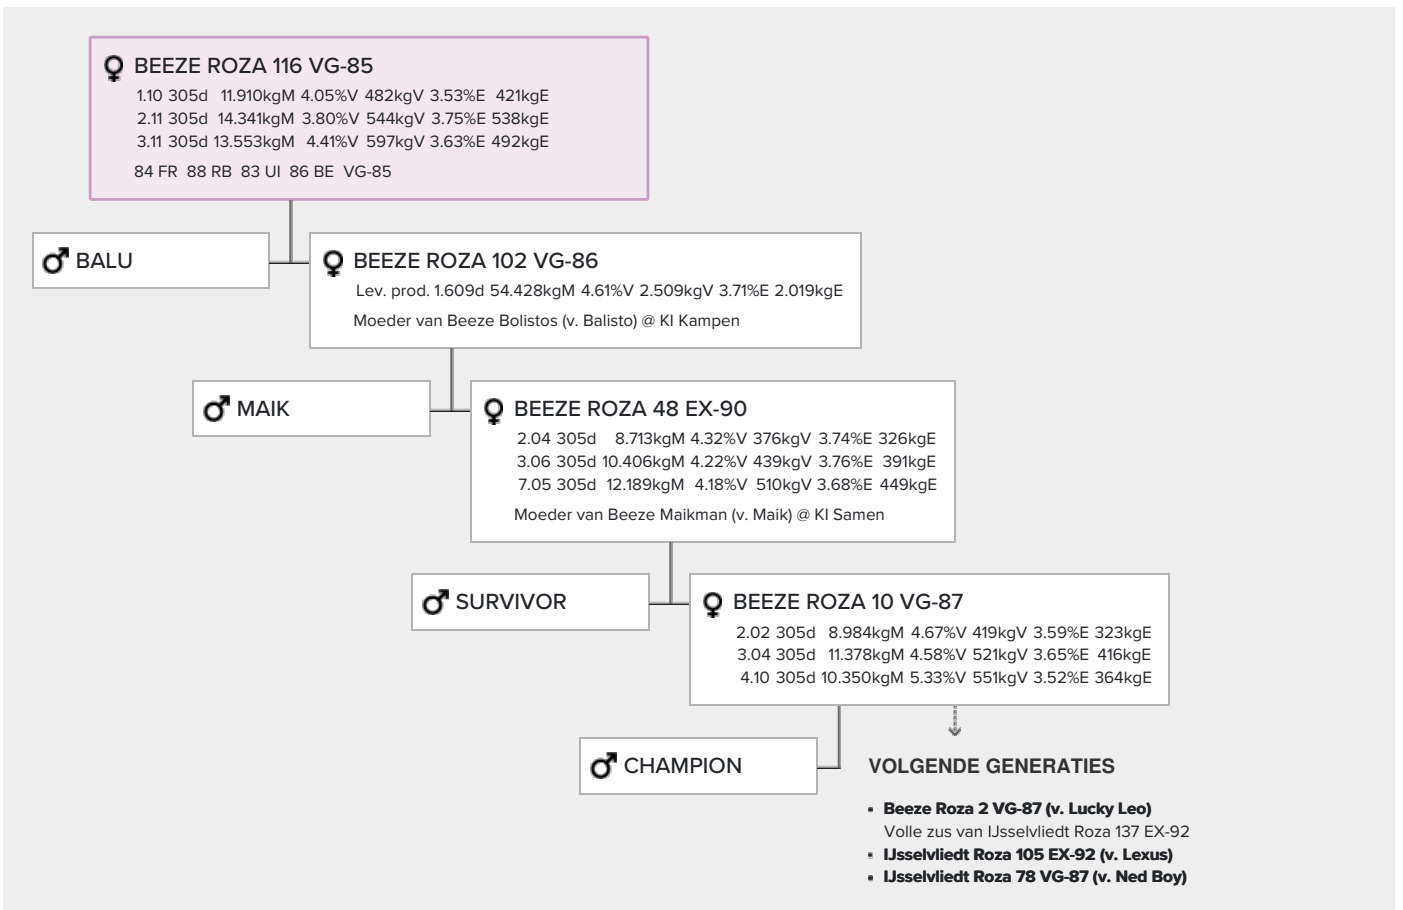 BEEZE ROZA 116 VG-85
1.10 305d 11.910kgM 4.05%V 482kgV 3.53%E 421kgE
2.11 305d 14.341kgM 3.80%V 544kgV 3.75%E 538kgE
3.11 305d 13.553kgM 4.41%V 597kgV 3.63%E 492kgE
84 FR 88 RB 83 UI 86 BE VG-85
BALU
BEEZE ROZA 102 VG-86
Lev. prod. 1.609d 54.428kgM 4.61%V 2.509kgV 3.71%E 2.019kgE
Moeder van Beeze Bolistos (v. Balisto) @ KI Kampen
MAIK
BEEZE ROZA 48 EX-90
2.04 305d 8.713kgM 4.32%V 376kgV 3.74%E 326kgE
3.06 305d 10.406kgM 4.22%V 439kgV 3.76%E 391kgE
7.05 305d 12.189kgM 4.18%V 510kgV 3.68%E 449kgE
Moeder van Beeze Maikman (v. Maik) @ KI Samen
SURVIVOR
BEEZE ROZA 10 VG-87
2.02 305d 8.984kgM 4.67%V 419kgV 3.59%E 323kgE
3.04 305d 11.378kgM 4.58%V 521kgV 3.65%E 416kgE
4.10 305d 10.350kgM 5.33%V 551kgV 3.52%E 364kgE
CHAMPION
VOLGENDE GENERATIES
• Beeze Roza 2 VG-87 (v. Lucky Leo)
Volle zus van IJsselvliedt Roza 137 EX-92
• IJsselvliedt Roza 105 EX-92 (v. Lexus)
• IJsselvliedt Roza 78 VG-87 (v. Ned Boy)